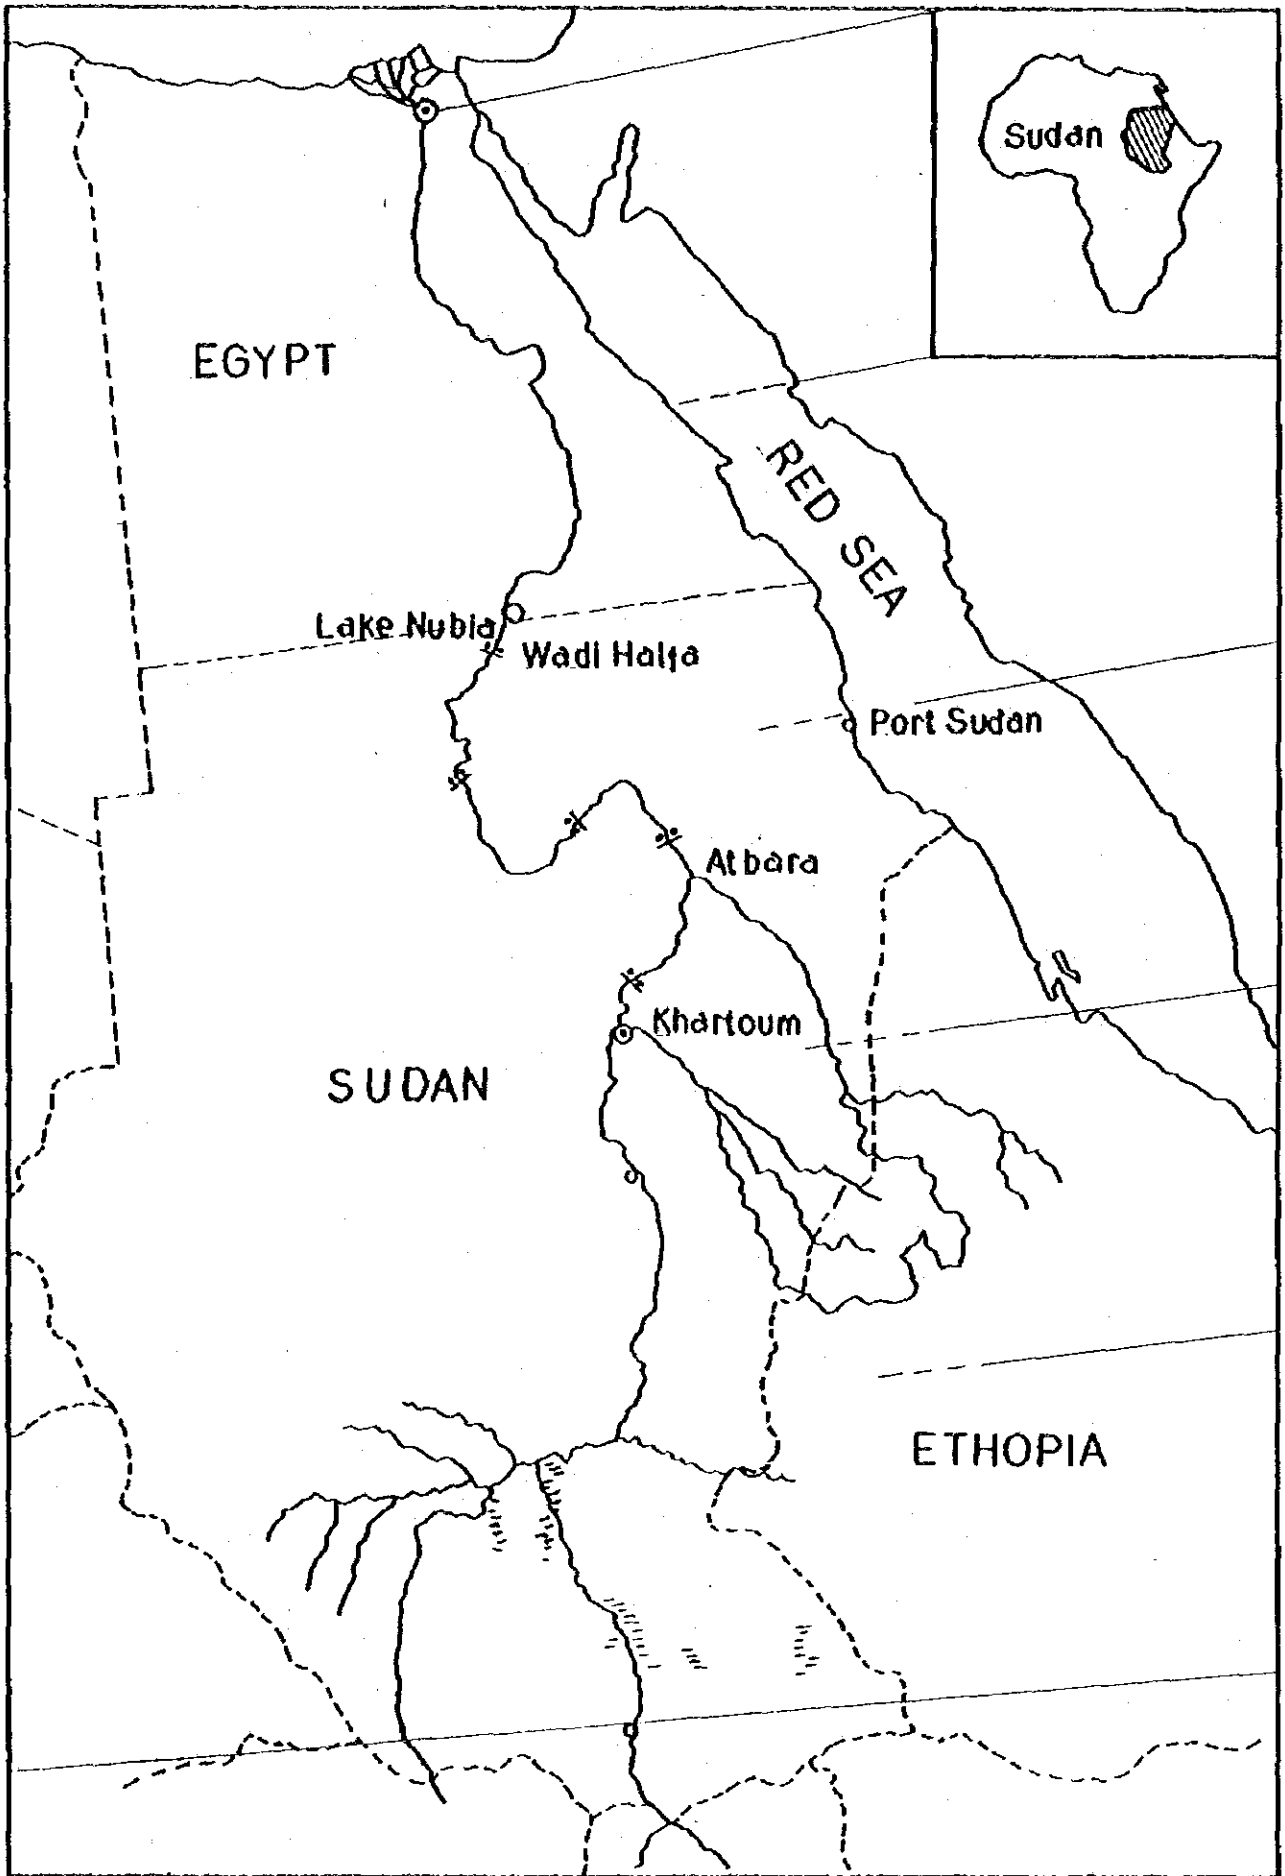 Sudan
EGYPT
RED SEA
Lake Nubia
Wadi Halfa
Port Sudan
Atbara
Khartoum
SUDAN
ETHOPIA